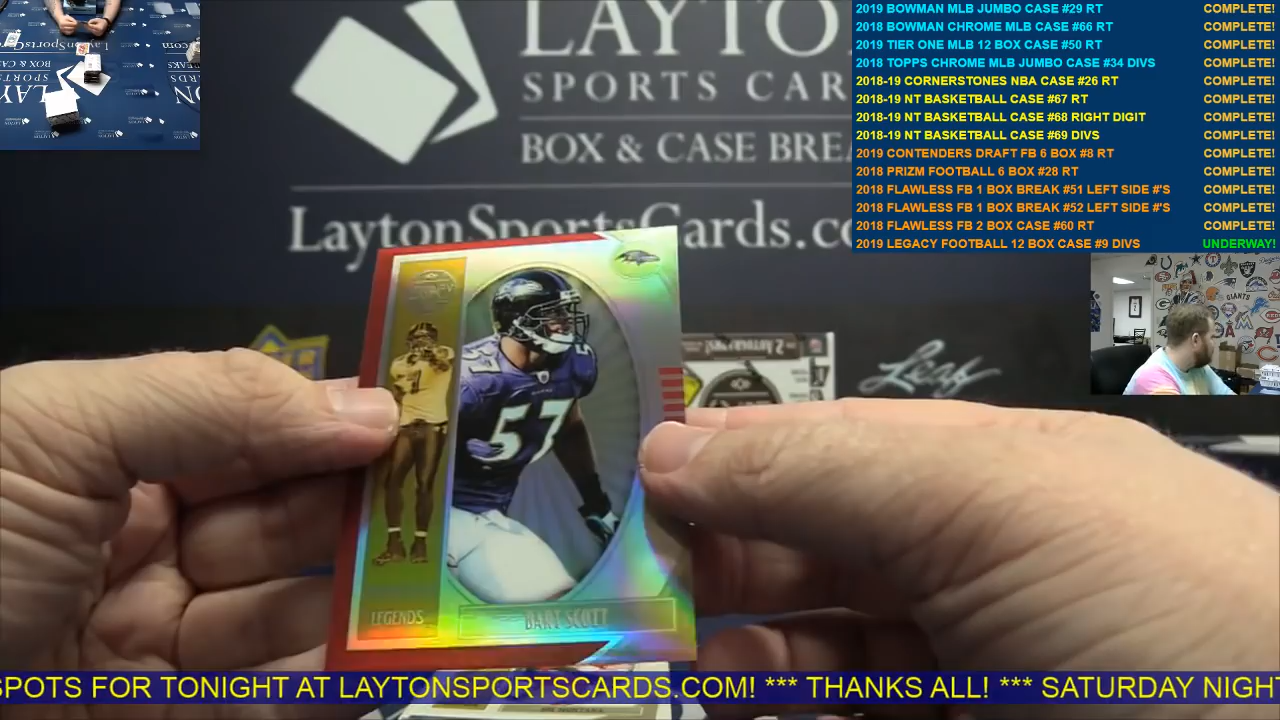 LAYTO
SPORTS CAR
BOX & CASE BREA
LaytonSportsCards.co
2019 BOWMAN MLB JUMBO CASE #29 RT COMPLETE!
2018 BOWMAN CHROME MLB CASE #66 RT COMPLETE!
2019 TIER ONE MLB 12 BOX CASE #50 RT COMPLETE!
2018 TOPPS CHROME MLB JUMBO CASE #34 DIVS COMPLETE!
2018-19 CORNERSTONES NBA CASE #26 RT COMPLETE!
2018-19 NT BASKETBALL CASE #67 RT COMPLETE!
2018-19 NT BASKETBALL CASE #68 RIGHT DIGIT COMPLETE!
2018-19 NT BASKETBALL CASE #69 DIVS COMPLETE!
2019 CONTENDERS DRAFT FB 6 BOX #8 RT COMPLETE!
2018 PRIZM FOOTBALL 6 BOX #28 RT COMPLETE!
2018 FLAWLESS FB 1 BOX BREAK #51 LEFT SIDE #'S COMPLETE!
2018 FLAWLESS FB 1 BOX BREAK #52 LEFT SIDE #'S COMPLETE!
2018 FLAWLESS FB 2 BOX CASE #60 RT COMPLETE!
2019 LEGACY FOOTBALL 12 BOX CASE #9 DIVS UNDERWAY!
GIANTS
2 AUTOGRAPHS
Leaf
57
57
LEGENDS
BART SCOTT
JOE MONTANA
SPOTS FOR TONIGHT AT LAYTONSPORTSCARDS.COM! *** THANKS ALL! *** SATURDAY NIGHT